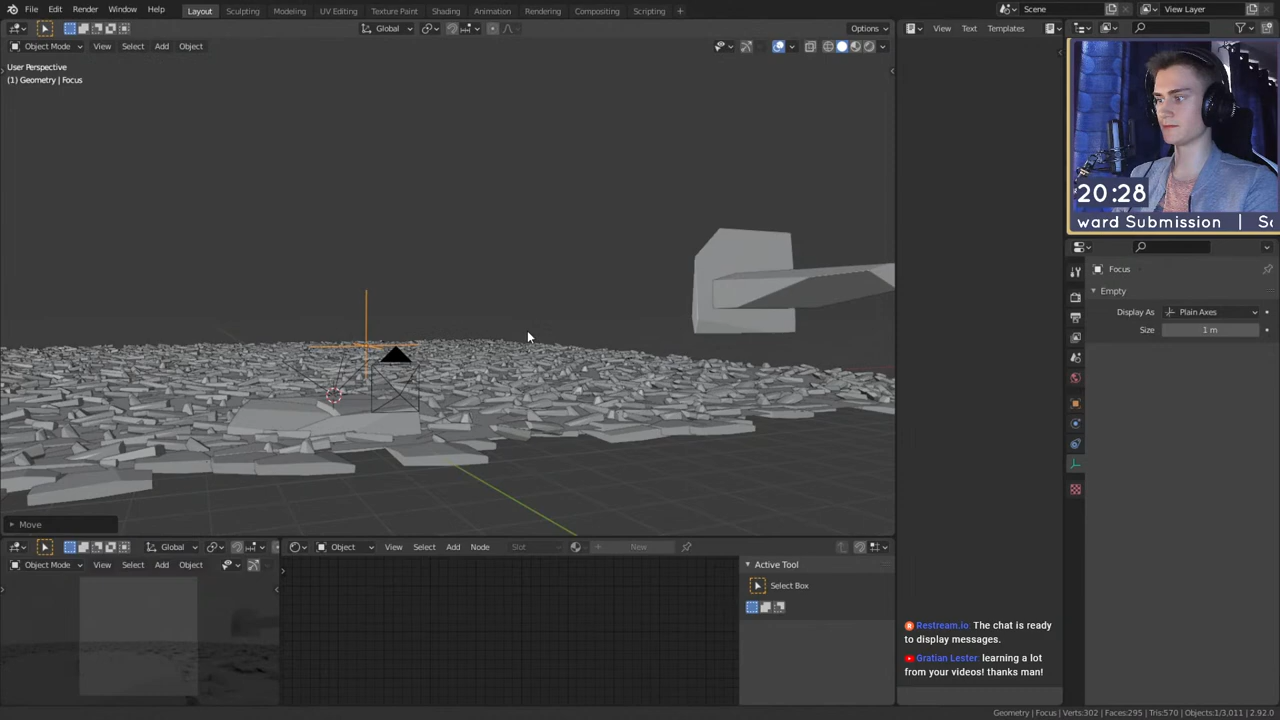 File Edit Render Window Help Layout Sculpting Modeling UV Editing Texture Paint Shading Animation Rendering Compositing Scripting + Scene View Layer
Global Options View Text Templates
Object Mode View Select Add Object
User Perspective
(1) Geometry | Focus
20:28
ward Submission | Sc
Focus
Empty
Display As Plain Axes
Size 1 m
Move
Global Object View Select Add Node Slot New
Object Mode View Select Add Object
Active Tool
Select Box
Restream.io: The chat is ready
to display messages.
Gratian Lester: learning a lot
from your videos! thanks man!
Geometry | Focus | Verts:302 | Faces:295 | Tris:570 | Objects:1/3,011 | 2.92.0